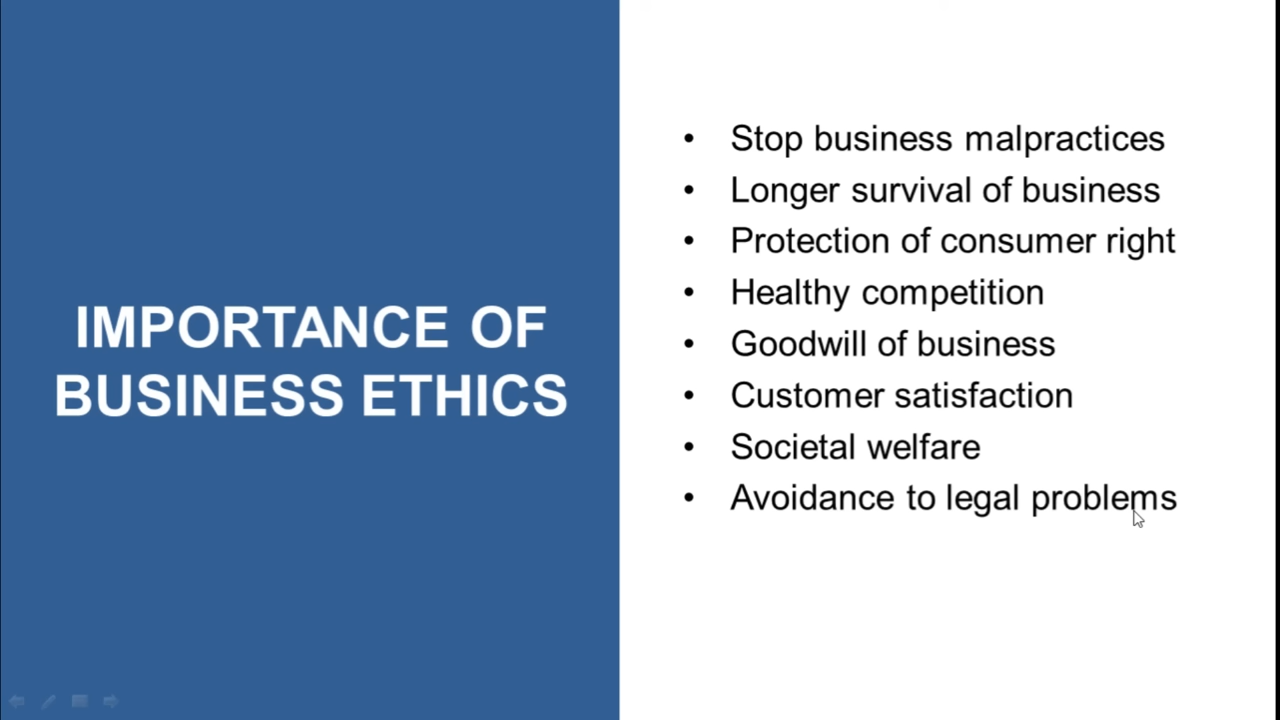 IMPORTANCE OF
BUSINESS ETHICS
• Stop business malpractices
• Longer survival of business
• Protection of consumer right
• Healthy competition
• Goodwill of business
• Customer satisfaction
• Societal welfare
• Avoidance to legal problems